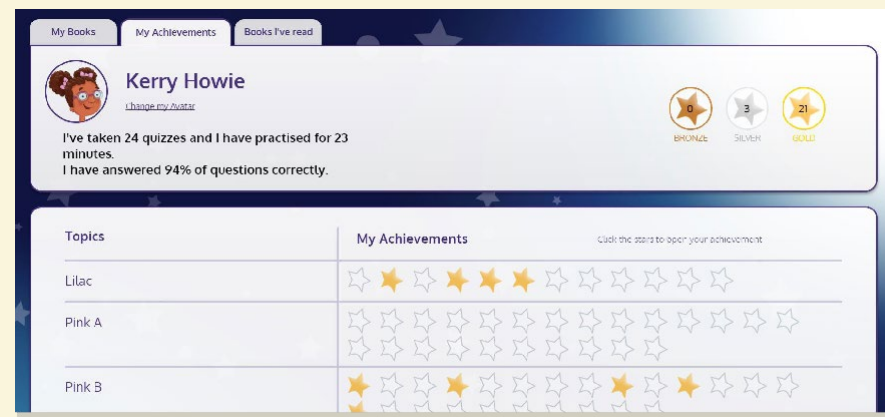 My Books My Achievements Books I've read
Kerry Howie
Change my Avatar
I've taken 24 quizzes and I have practised for 23
minutes.
I have answered 94% of questions correctly.
0 3 21
BRONZE SILVER GOLD
Topics My Achievements Click the stars to open your achievement
Lilac
Pink A
Pink B